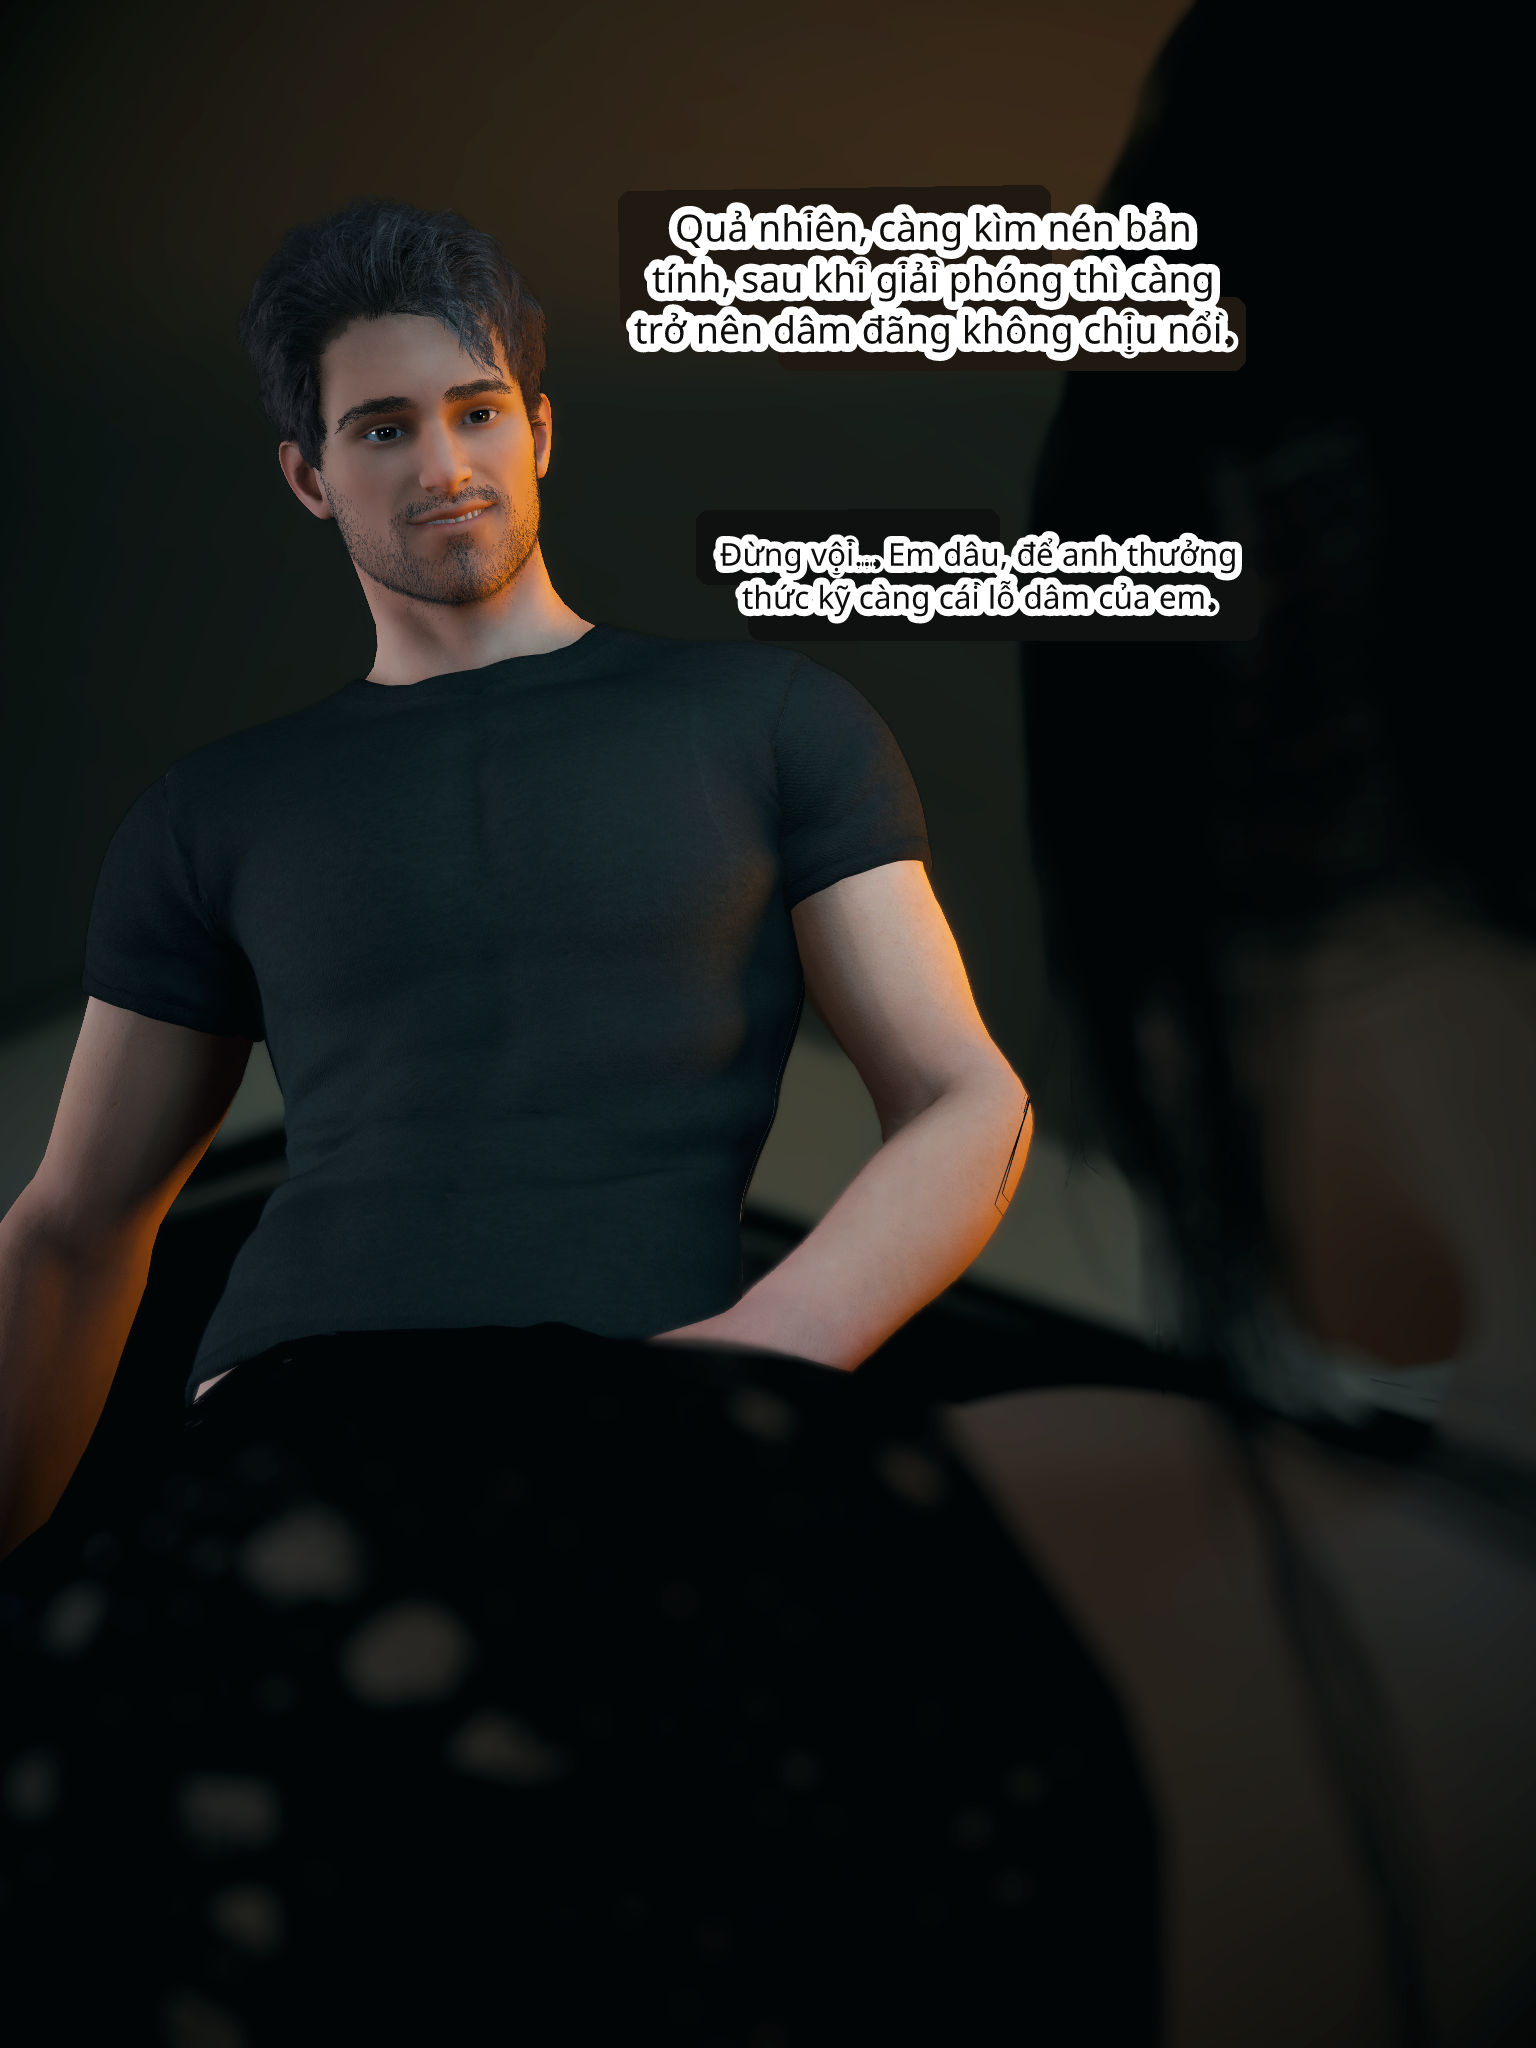 Quả nhiên, càng kìm nén bản
tính, sau khi giải phóng thì càng
trở nên dâm đãng không chịu nổi.
Đừng vội... Em dâu, để anh thưởng
thức kỹ càng cái lỗ dâm của em.